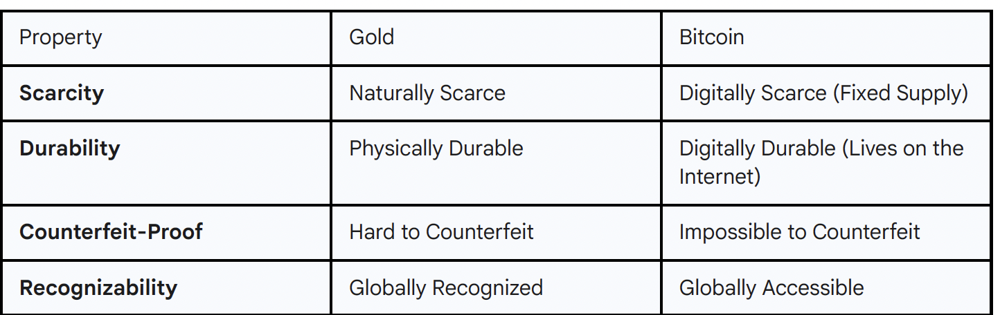 Property Gold Bitcoin
Scarcity Naturally Scarce Digitally Scarce (Fixed Supply)
Durability Physically Durable Digitally Durable (Lives on the
Internet)
Counterfeit-Proof Hard to Counterfeit Impossible to Counterfeit
Recognizability Globally Recognized Globally Accessible